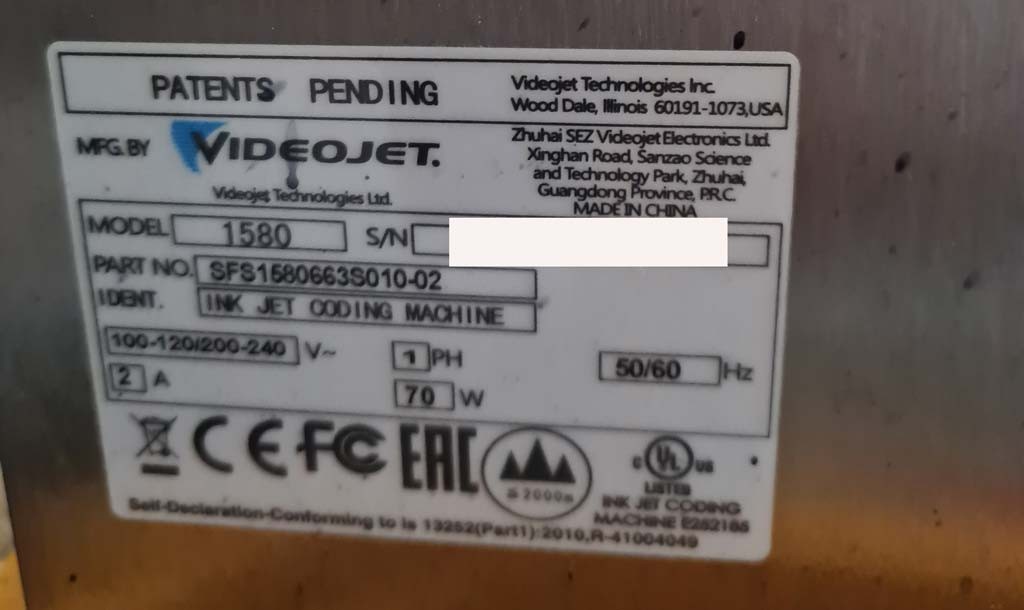 PATENTS PENDING
Videojet Technologies Inc.
Wood Dale, Illinois 60191-1073,USA
MFG. BY VIDEOJET.
Videojet Technologies Ltd.
Zhuhai SEZ Videojet Electronics Ltd.
Xinghan Road, Sanzao Science
and Technology Park, Zhuhai,
Guangdong Province, P.R.C.
MADE IN CHINA
MODEL 1580 S/N
PART NO. SFS1580663S010-02
IDENT. INK JET CODING MACHINE
100-120/200-240 V~ 1 PH 50/60 Hz
2 A 70 W
CE FC EAC
≤2000m
C UL US
LISTED
INK JET CODING
MACHINE E252185
Self-Declaration-Conforming to is 13252(Part1):2010,R-41004049